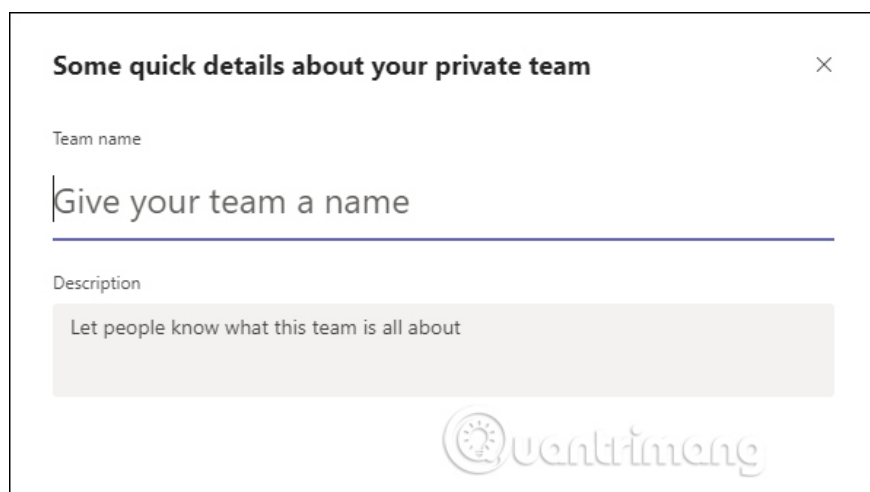 Some quick details about your private team
Team name
Give your team a name
Description
Let people know what this team is all about
Quantrimang